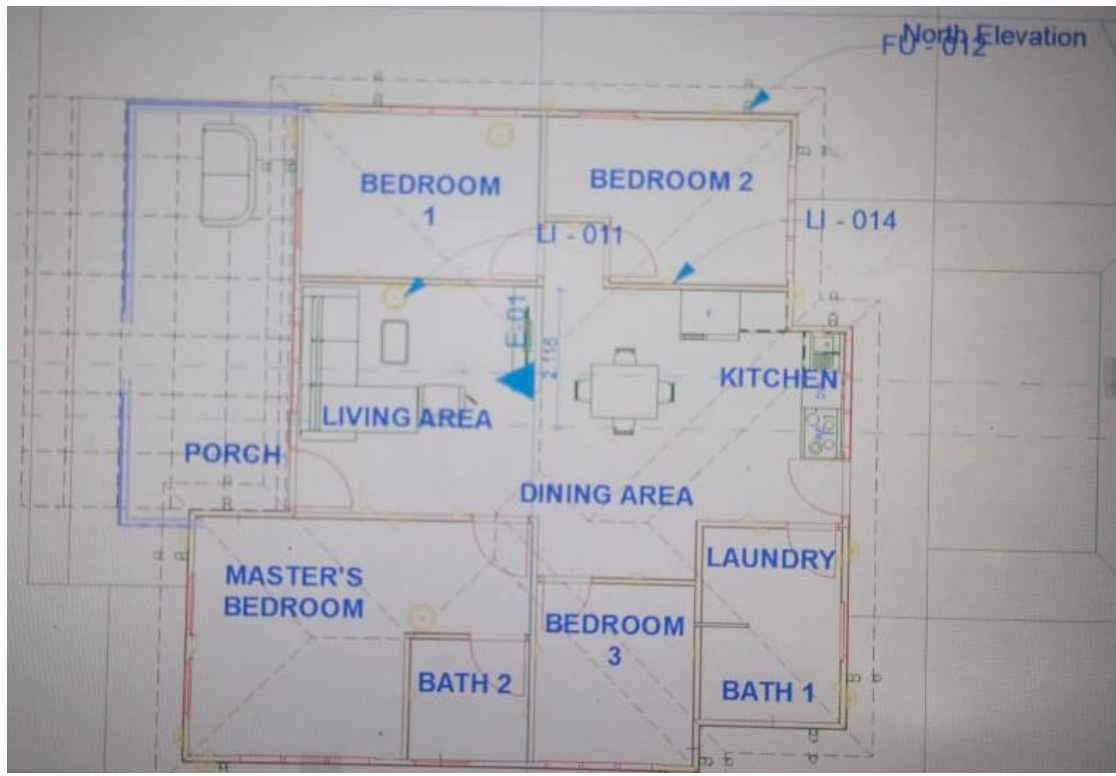 North Elevation
FU - 012
BEDROOM
1
BEDROOM 2
LI - 011
LI - 014
E-01
2.116
KITCHEN
LIVING AREA
PORCH
DINING AREA
MASTER'S
BEDROOM
LAUNDRY
BEDROOM
3
BATH 2
BATH 1